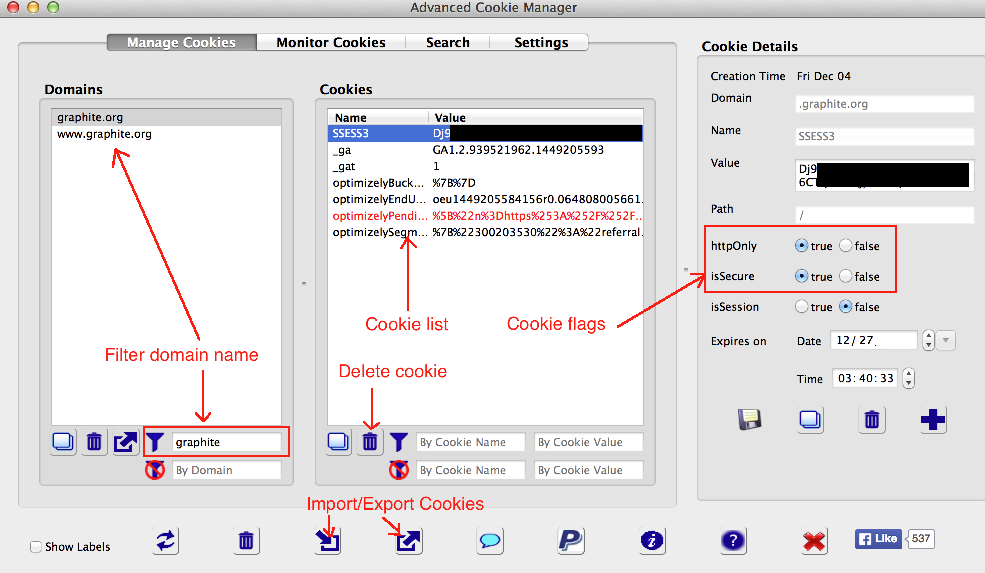 Advanced Cookie Manager
Manage Cookies
Monitor Cookies
Search
Settings
Domains
graphite.org
www.graphite.org
Filter domain name
graphite
By Domain
Cookies
Name Value
SSESS3 Dj9
_ga GA1.2.939521962.1449205593
_gat 1
optimizelyBuck... %7B%7D
optimizelyEndU... oeu1449205584156r0.064808005661..
optimizelyPendi... %5B%22n%3Dhttps%253A%252F%252F..
optimizelySegm... %7B%22300203530%22%3A%22referral..
Cookie list
Delete cookie
By Cookie Name By Cookie Value
By Cookie Name By Cookie Value
Cookie Details
Creation Time Fri Dec 04
Domain .graphite.org
Name SSESS3
Value Dj9
Path /
httpOnly true false
isSecure true false
Cookie flags
isSession true false
Expires on Date 12/27
Time 03:40:33
Import/Export Cookies
Show Labels
Like 537